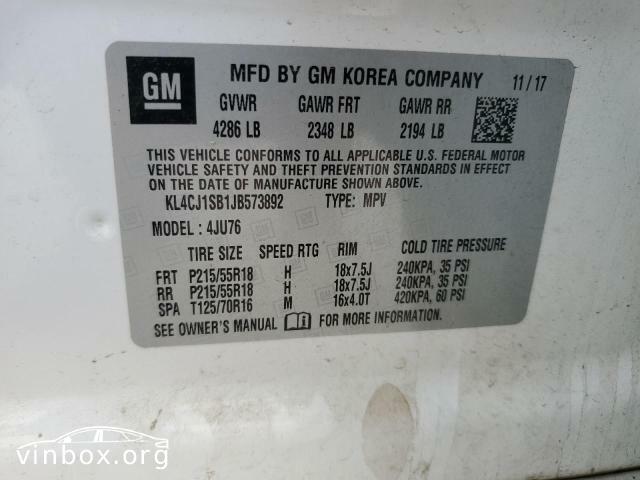 GM MFD BY GM KOREA COMPANY 11/17
GVWR GAWR FRT GAWR RR
4286 LB 2348 LB 2194 LB
THIS VEHICLE CONFORMS TO ALL APPLICABLE U.S. FEDERAL MOTOR
VEHICLE SAFETY AND THEFT PREVENTION STANDARDS IN EFFECT
ON THE DATE OF MANUFACTURE SHOWN ABOVE.
KL4CJ1SB1JB573892 TYPE: MPV
MODEL: 4JU76
TIRE SIZE SPEED RTG RIM COLD TIRE PRESSURE
FRT P215/55R18 H 18x7.5J 240KPA, 35 PSI
RR P215/55R18 H 18x7.5J 240KPA, 35 PSI
SPA T125/70R16 M 16x4.0T 420KPA, 60 PSI
SEE OWNER'S MANUAL FOR MORE INFORMATION.
vinbox.org